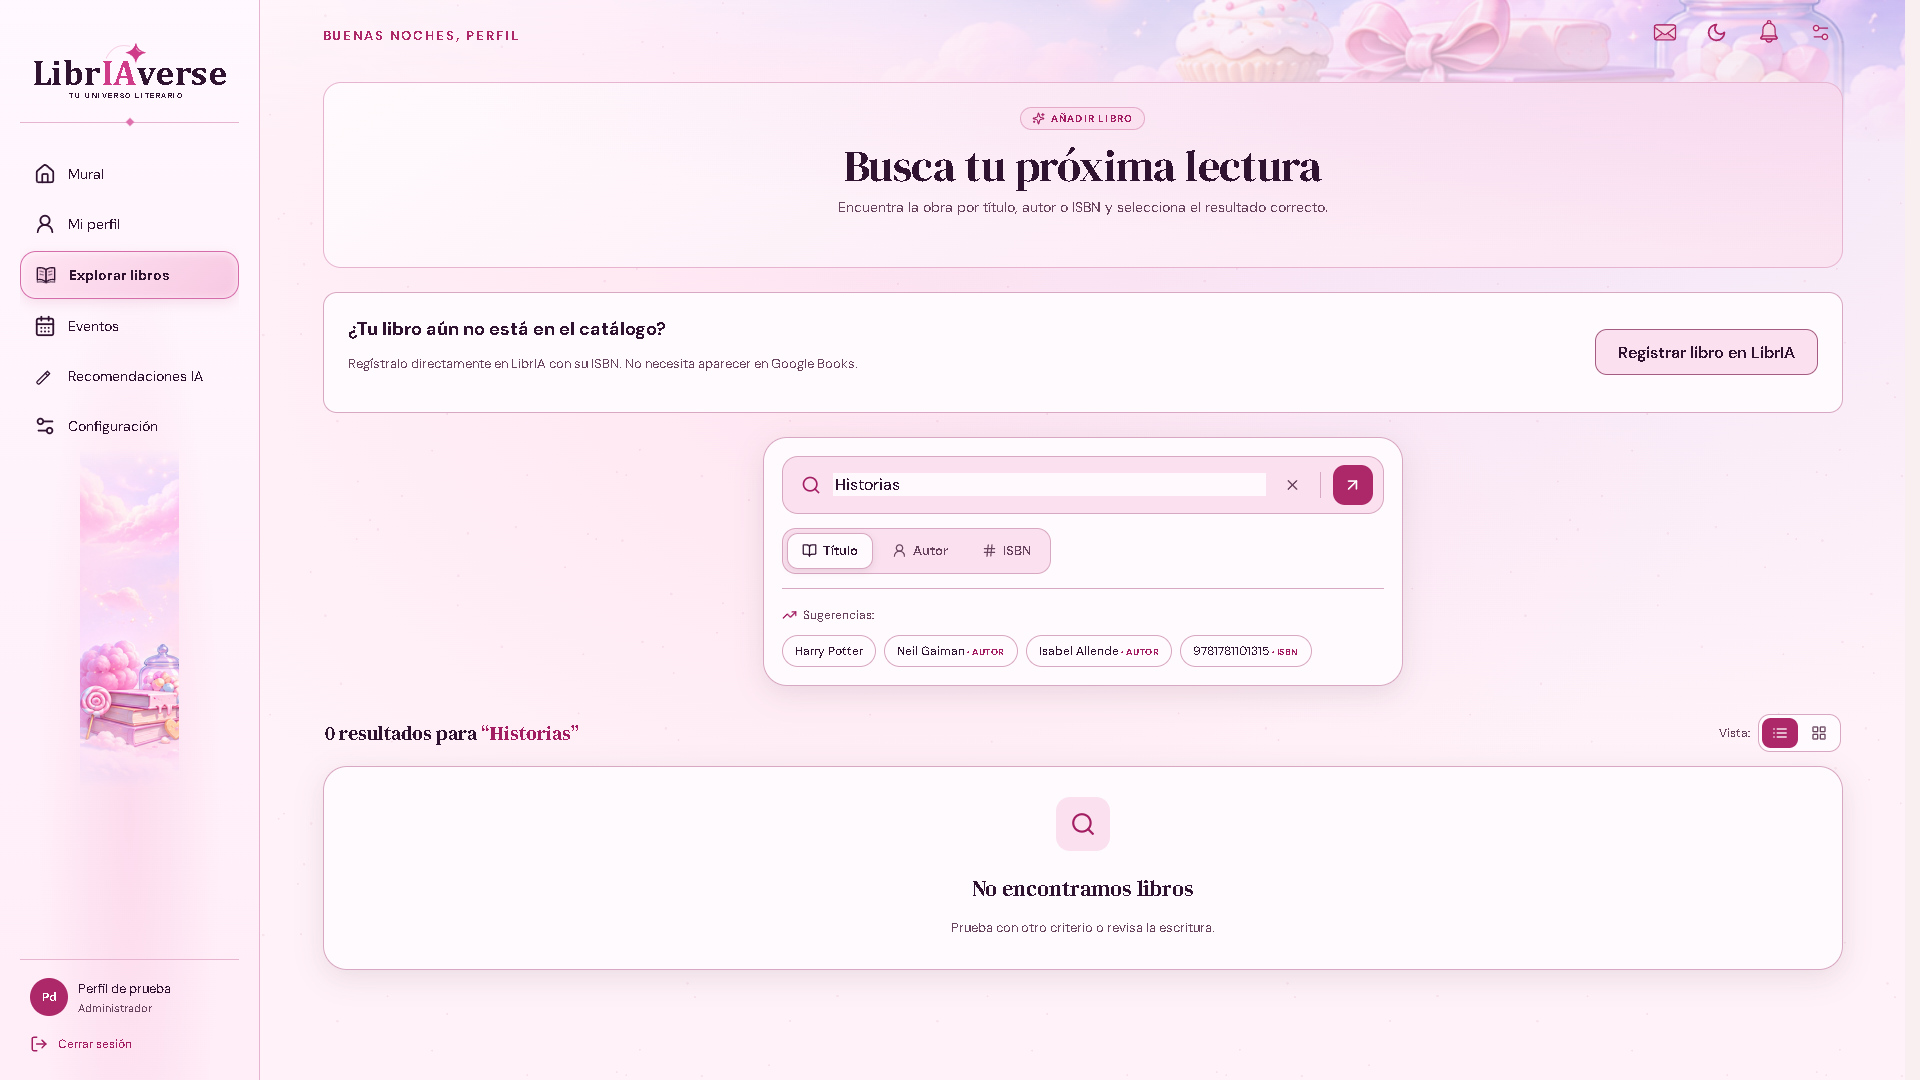 LibrIAverse
TU UNIVERSO LITERARIO
Mural
Mi perfil
Explorar libros
Eventos
Recomendaciones IA
Configuración
Pd
Perfil de prueba
Administrador
Cerrar sesión
BUENAS NOCHES, PERFIL
AÑADIR LIBRO
Busca tu próxima lectura
Encuentra la obra por título, autor o ISBN y selecciona el resultado correcto.
¿Tu libro aún no está en el catálogo?
Regístralo directamente en LibrIA con su ISBN. No necesita aparecer en Google Books.
Registrar libro en LibrIA
Historias
Título Autor ISBN
Sugerencias:
Harry Potter Neil Gaiman · AUTOR Isabel Allende · AUTOR 9781781101315 · ISBN
0 resultados para “Historias”
Vista:
No encontramos libros
Prueba con otro criterio o revisa la escritura.